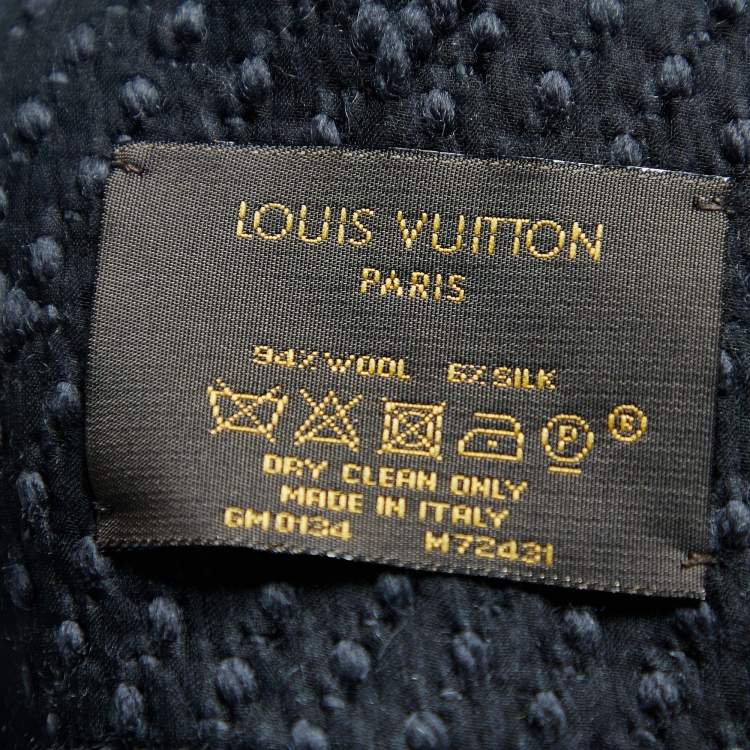 LOUIS VUITTON
PARIS
94% WOOL 6% SILK
P ®
DRY CLEAN ONLY
MADE IN ITALY
GM0134 M72431